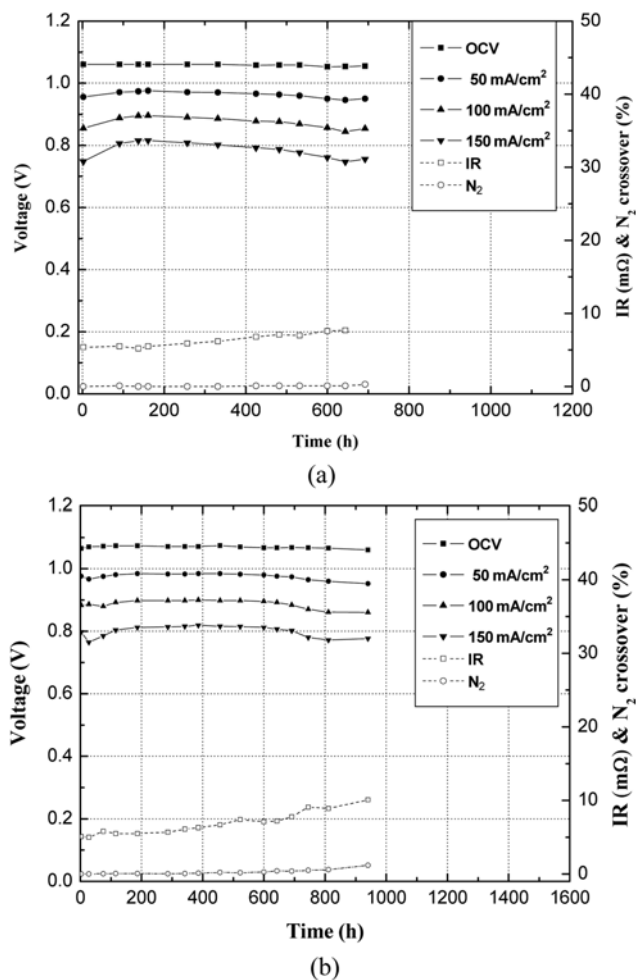 1.2
1.0
0.8
0.6
0.4
0.2
0.0
Voltage (V)
OCV
50 mA/cm²
100 mA/cm²
150 mA/cm²
IR
N₂
50
40
30
20
10
0
IR (mΩ) & N₂ crossover (%)
0 200 400 600 800 1000 1200
Time (h)
(a)
1.2
1.0
0.8
0.6
0.4
0.2
0.0
Voltage (V)
OCV
50 mA/cm²
100 mA/cm²
150 mA/cm²
IR
N₂
50
40
30
20
10
0
IR (mΩ) & N₂ crossover (%)
0 200 400 600 800 1000 1200 1400 1600
Time (h)
(b)